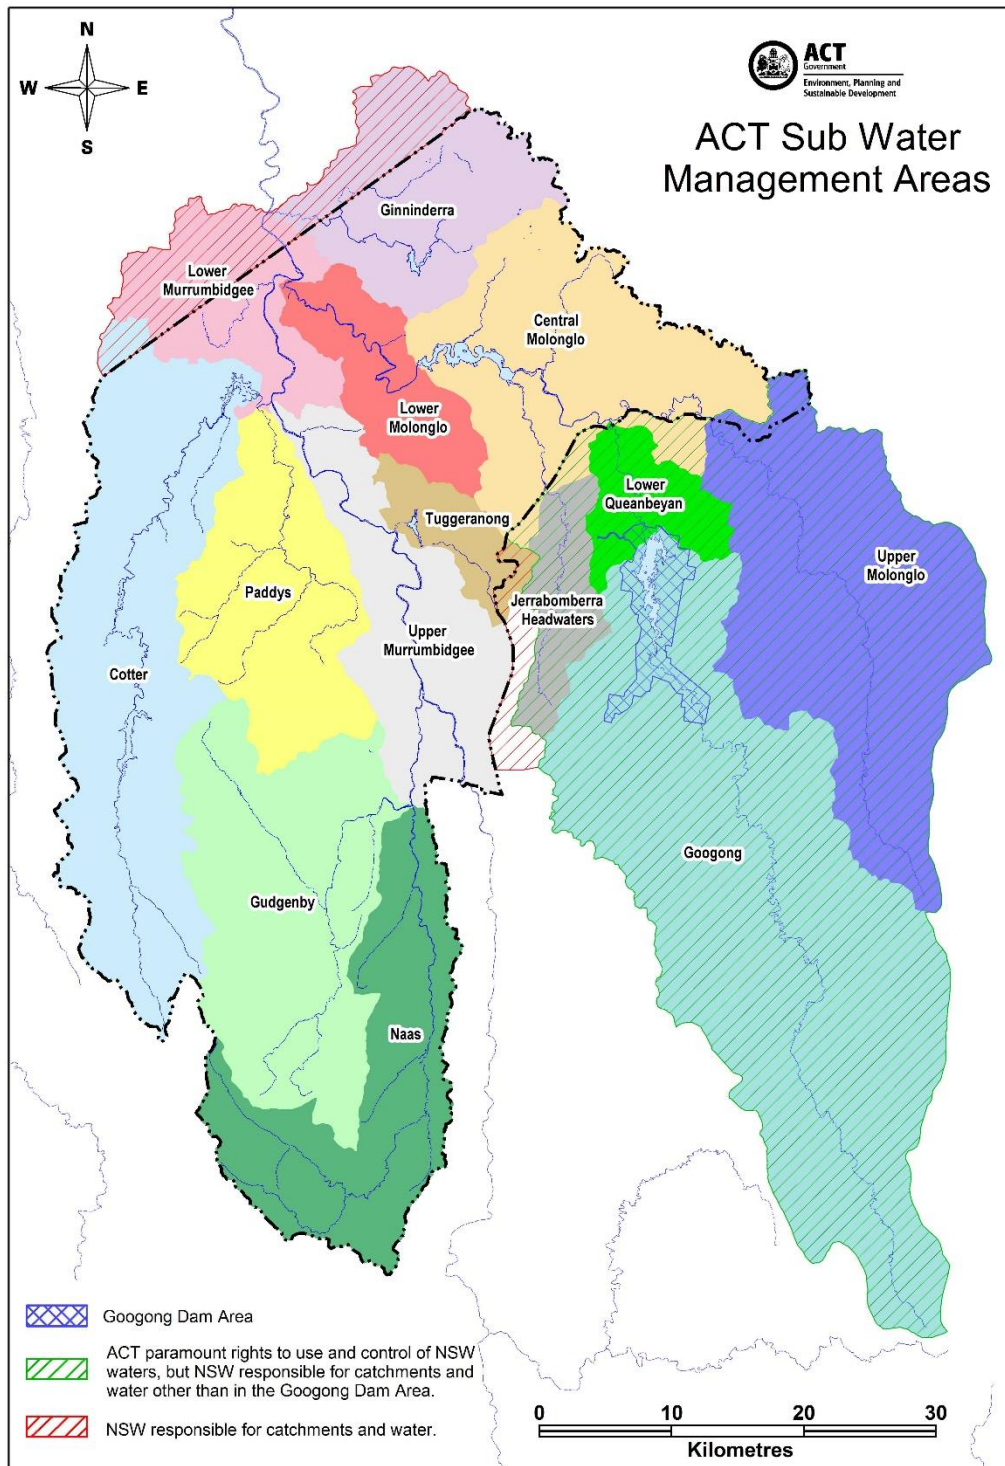 N
W
E
S
ACT
Government
Environment, Planning and
Sustainable Development
ACT Sub Water
Management Areas
Ginninderra
Lower
Murrumbidgee
Central
Molonglo
Lower
Molonglo
Lower
Queanbeyan
Tuggeranong
Upper
Molonglo
Paddys
Jerrabomberra
Headwaters
Upper
Murrumbidgee
Cotter
Googong
Gudgenby
Naas
Googong Dam Area
ACT paramount rights to use and control of NSW
waters, but NSW responsible for catchments and
water other than in the Googong Dam Area.
NSW responsible for catchments and water.
0 10 20 30
Kilometres